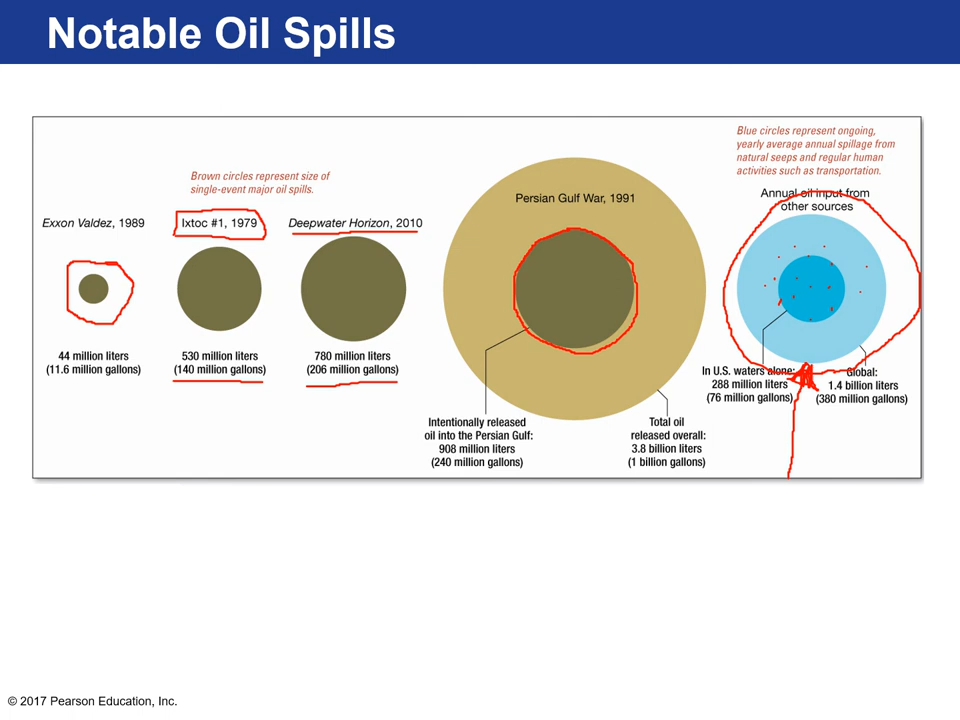 Notable Oil Spills
Blue circles represent ongoing,
yearly average annual spillage from
natural seeps and regular human
activities such as transportation.
Brown circles represent size of
single-event major oil spills.
Exxon Valdez, 1989
Ixtoc #1, 1979
Deepwater Horizon, 2010
Persian Gulf War, 1991
Annual oil input from
other sources
44 million liters
(11.6 million gallons)
530 million liters
(140 million gallons)
780 million liters
(206 million gallons)
Intentionally released
oil into the Persian Gulf:
908 million liters
(240 million gallons)
Total oil
released overall:
3.8 billion liters
(1 billion gallons)
In U.S. waters alone:
288 million liters
(76 million gallons)
Global:
1.4 billion liters
(380 million gallons)
© 2017 Pearson Education, Inc.